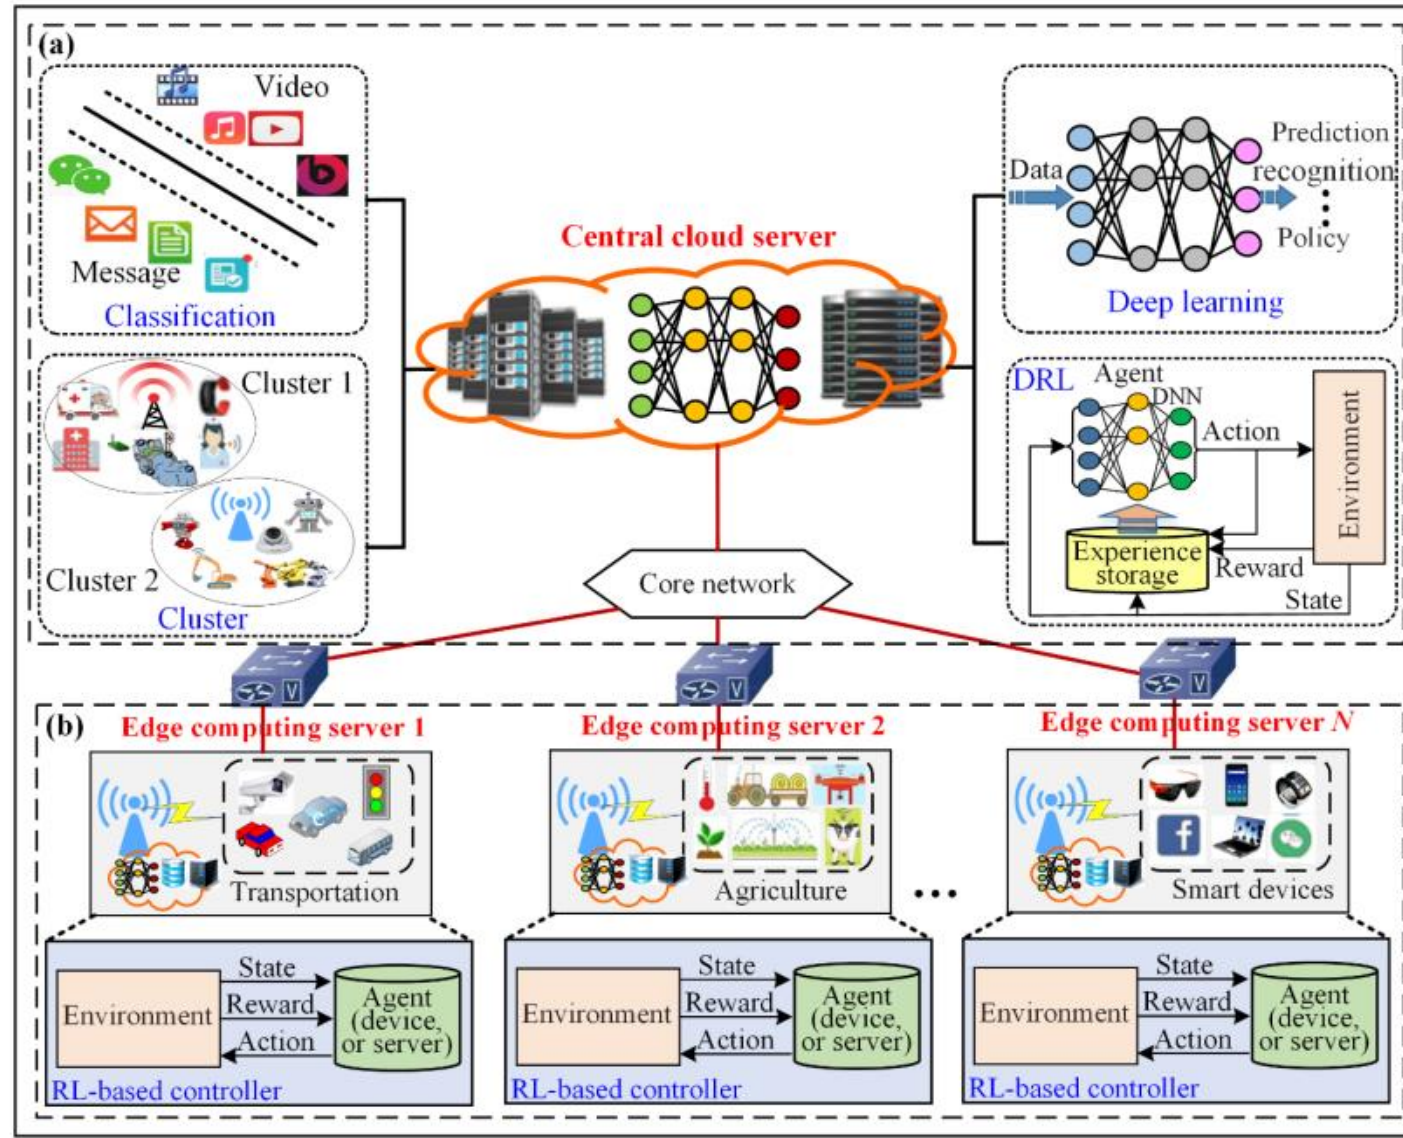 (a)
Video
Message
Classification
Cluster 1
Cluster 2
Cluster
Central cloud server
Core network
Data
Prediction
recognition
Policy
Deep learning
DRL
Agent
DNN
Action
Environment
Experience
storage
Reward
State
V
V
V
(b)
Edge computing server 1
Transportation
Environment
State
Reward
Action
Agent
(device,
or server)
RL-based controller
Edge computing server 2
Agriculture
Environment
State
Reward
Action
Agent
(device,
or server)
RL-based controller
Edge computing server N
f
Smart devices
Environment
State
Reward
Action
Agent
(device,
or server)
RL-based controller